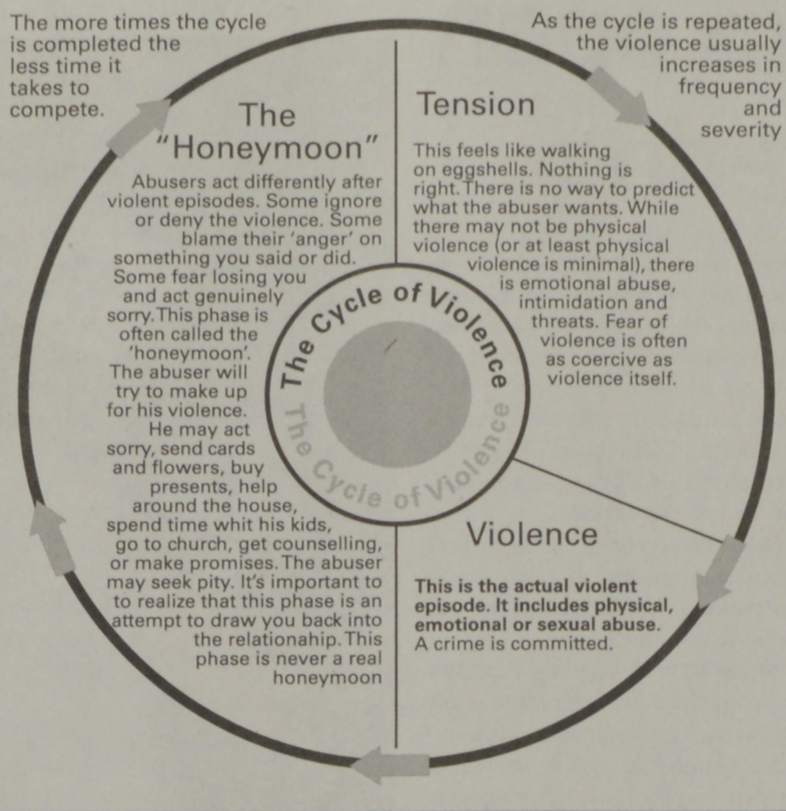 The more times the cycle
is completed the
less time it
takes to
compete.
As the cycle is repeated,
the violence usually
increases in
frequency
and
severity
The
"Honeymoon"
Abusers act differently after
violent episodes. Some ignore
or deny the violence. Some
blame their 'anger' on
something you said or did.
Some fear losing you
and act genuinely
sorry. This phase is
often called the
'honeymoon'.
The abuser will
try to make up
for his violence.
He may act
sorry, send cards
and flowers, buy
presents, help
around the house,
spend time whit his kids,
go to church, get counselling,
or make promises. The abuser
may seek pity. It's important to
to realize that this phase is an
attempt to draw you back into
the relationahip. This
phase is never a real
honeymoon
Tension
This feels like walking
on eggshells. Nothing is
right. There is no way to predict
what the abuser wants. While
there may not be physical
violence (or at least physical
violence is minimal), there
is emotional abuse,
intimidation and
threats. Fear of
violence is often
as coercive as
violence itself.
The Cycle of Violence
The Cycle of Violence
Violence
This is the actual violent
episode. It includes physical,
emotional or sexual abuse.
A crime is committed.